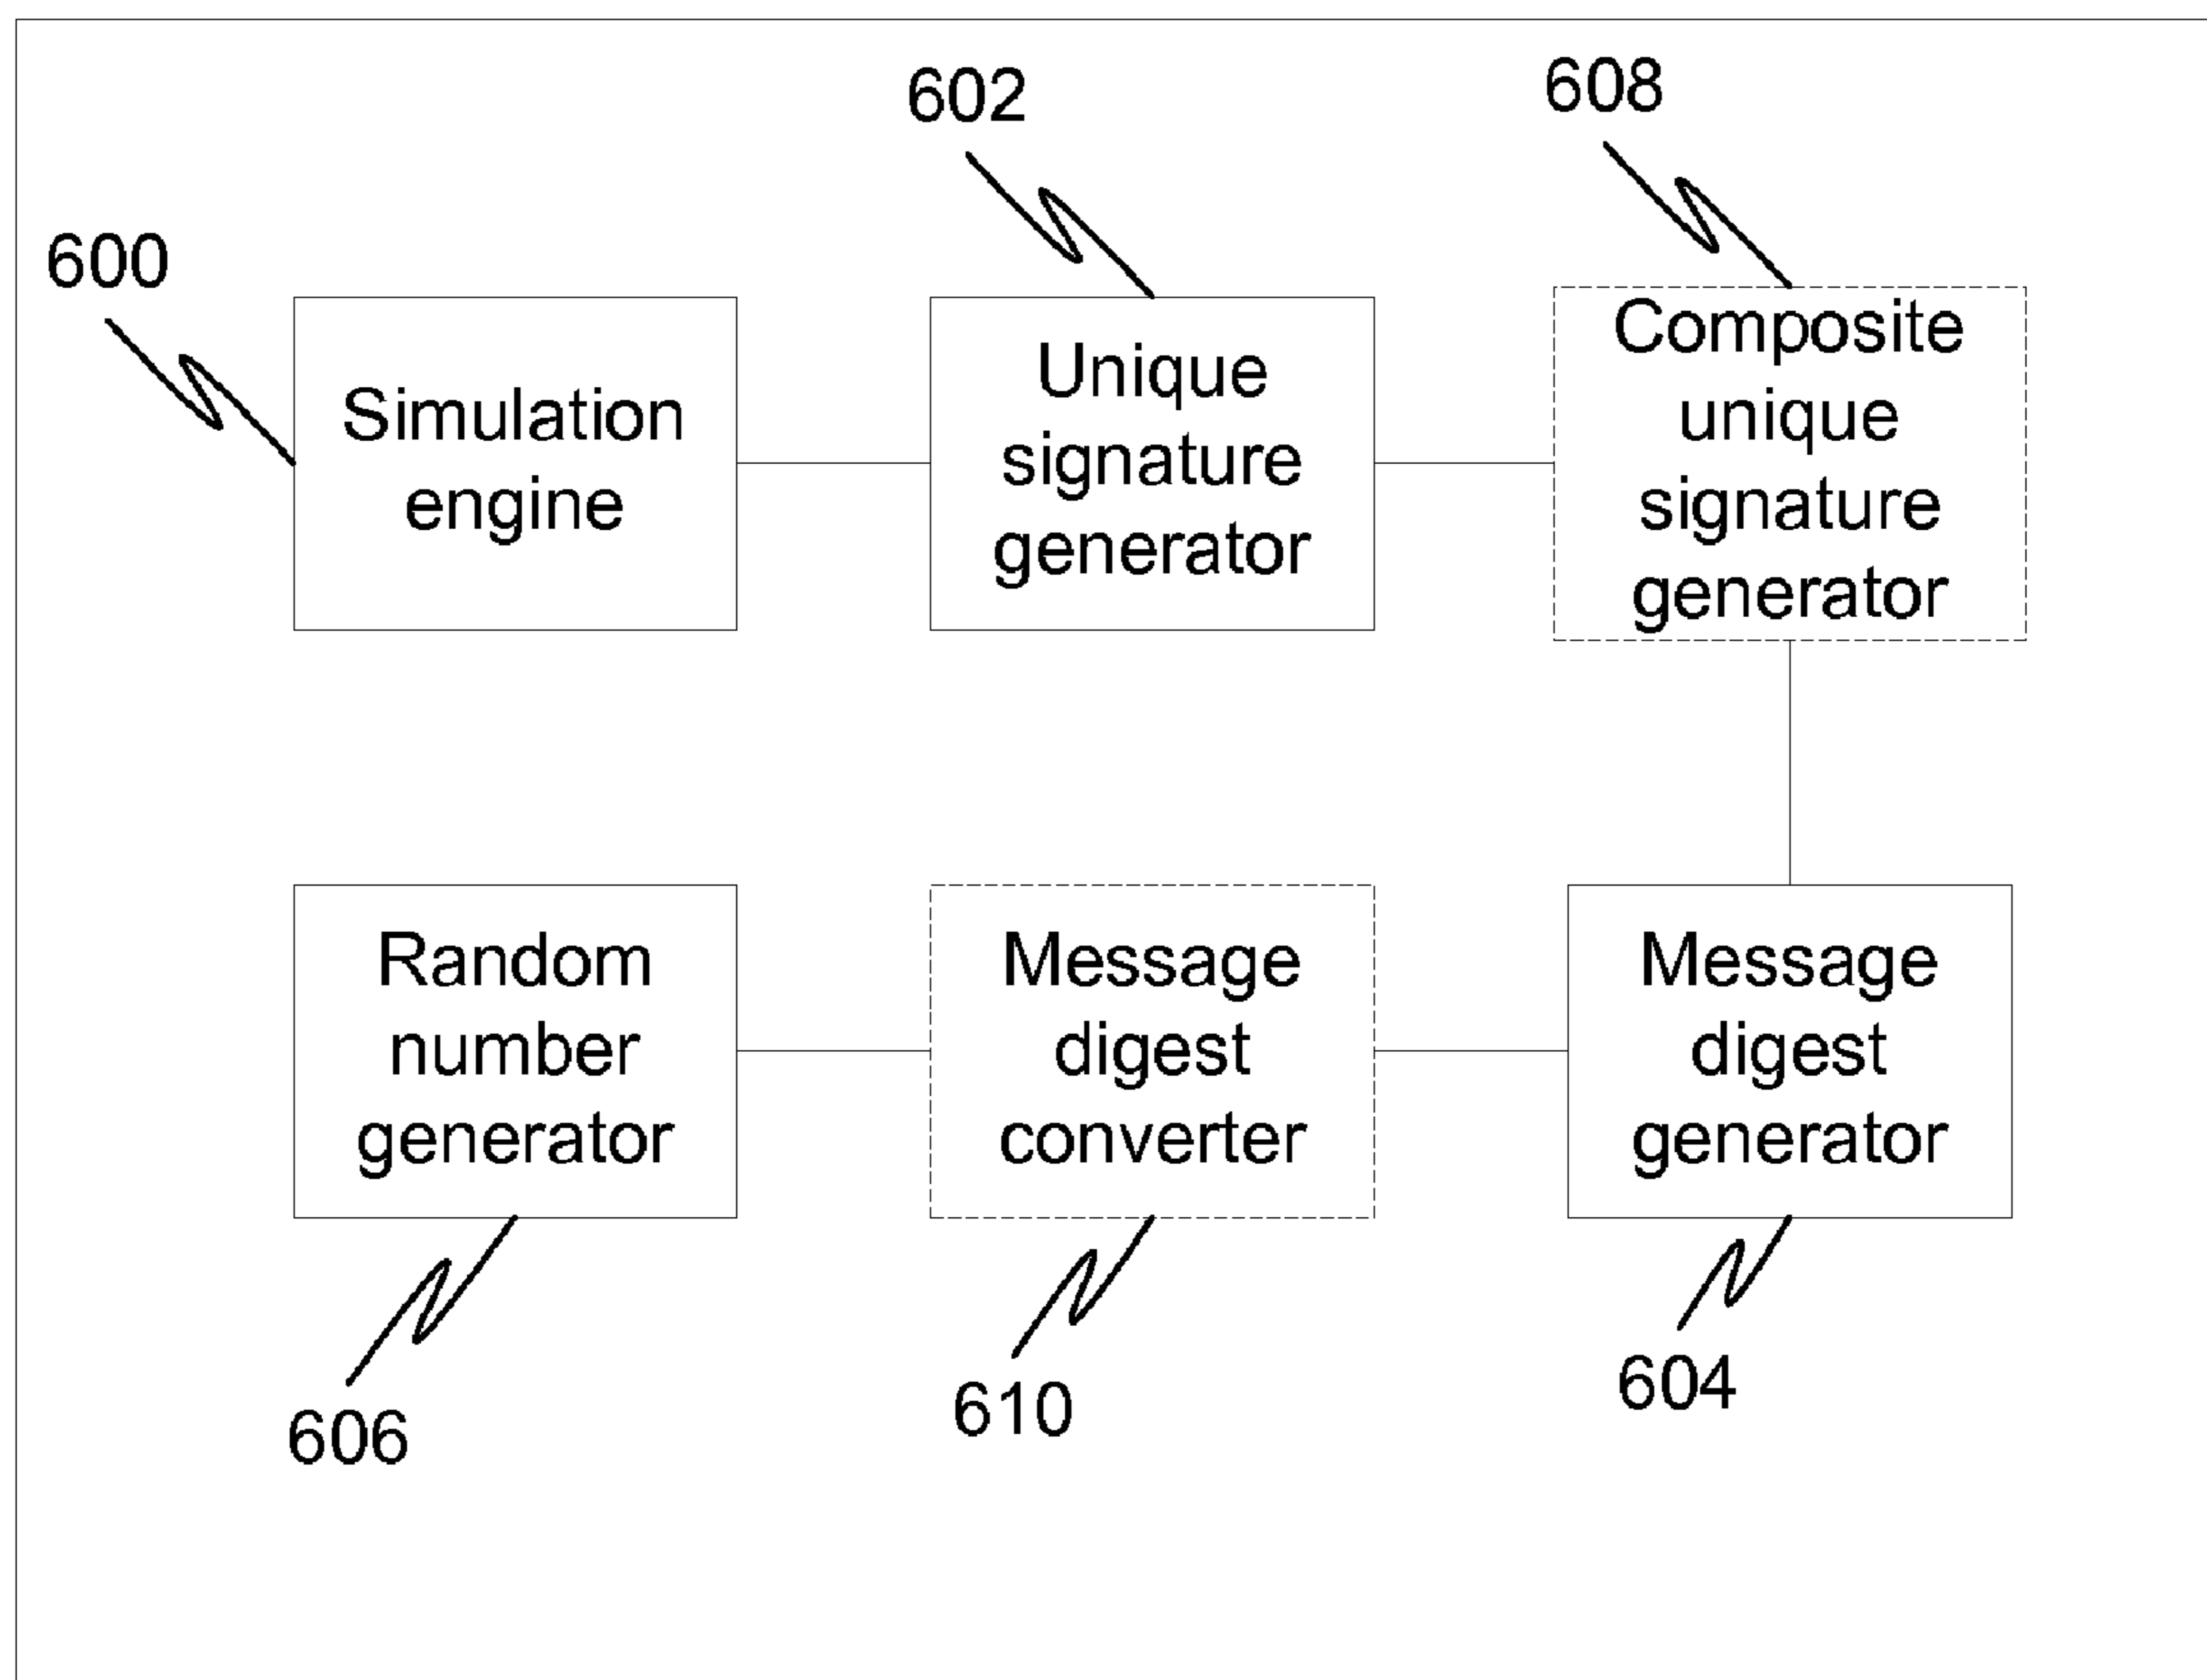 602
608
600
Simulation
engine
Unique
signature
generator
Composite
unique
signature
generator
Random
number
generator
Message
digest
converter
Message
digest
generator
606
610
604